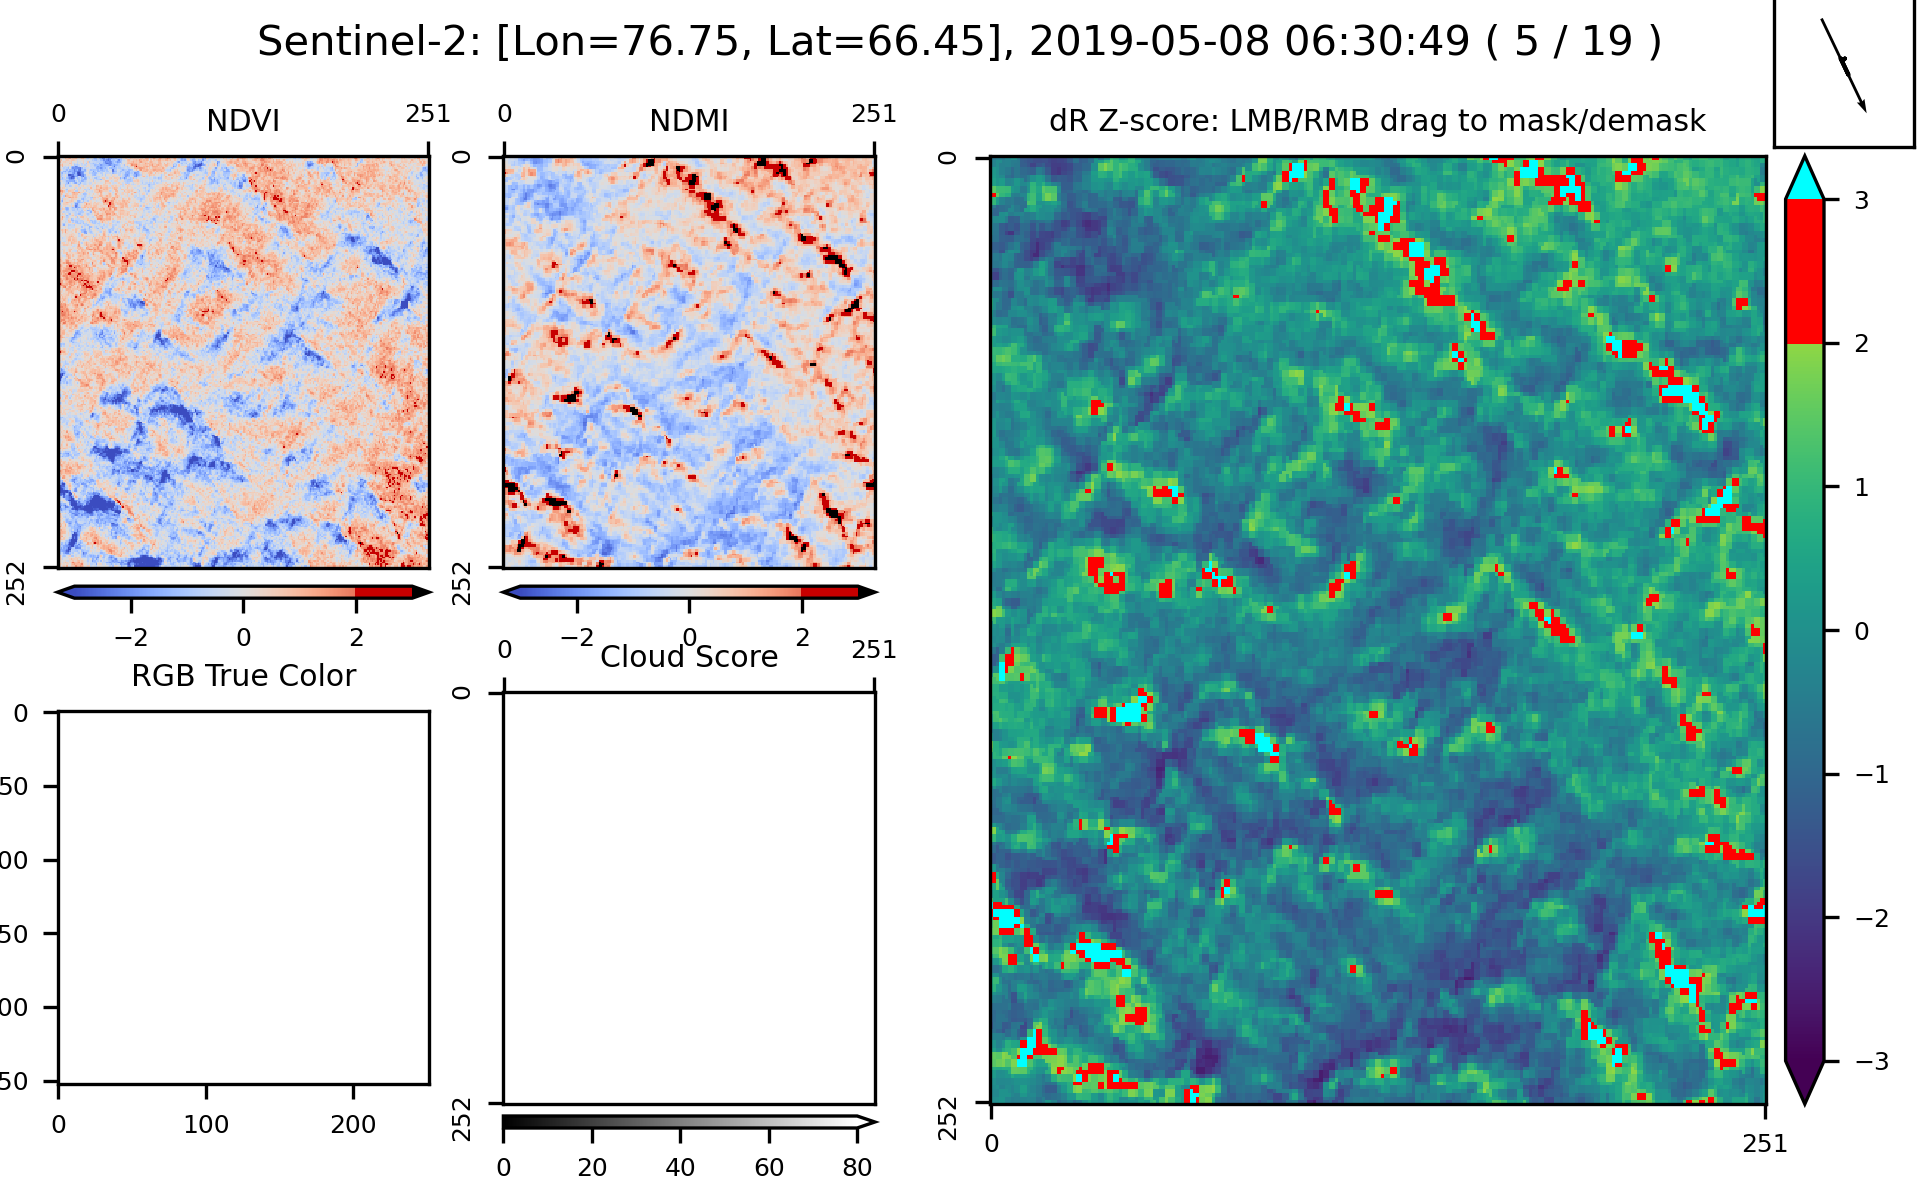 Sentinel-2: [Lon=76.75, Lat=66.45], 2019-05-08 06:30:49 ( 5 / 19 )
0 NDVI 251
0 NDMI 251
dR Z-score: LMB/RMB drag to mask/demask
0
252
0
252
0
252
0 251
3
2
1
0
−1
−2
−3
−2 0 2
−2 0 2
RGB True Color
0 Cloud Score 251
0
50
00
50
00
50
0 100 200
0
252
0 20 40 60 80